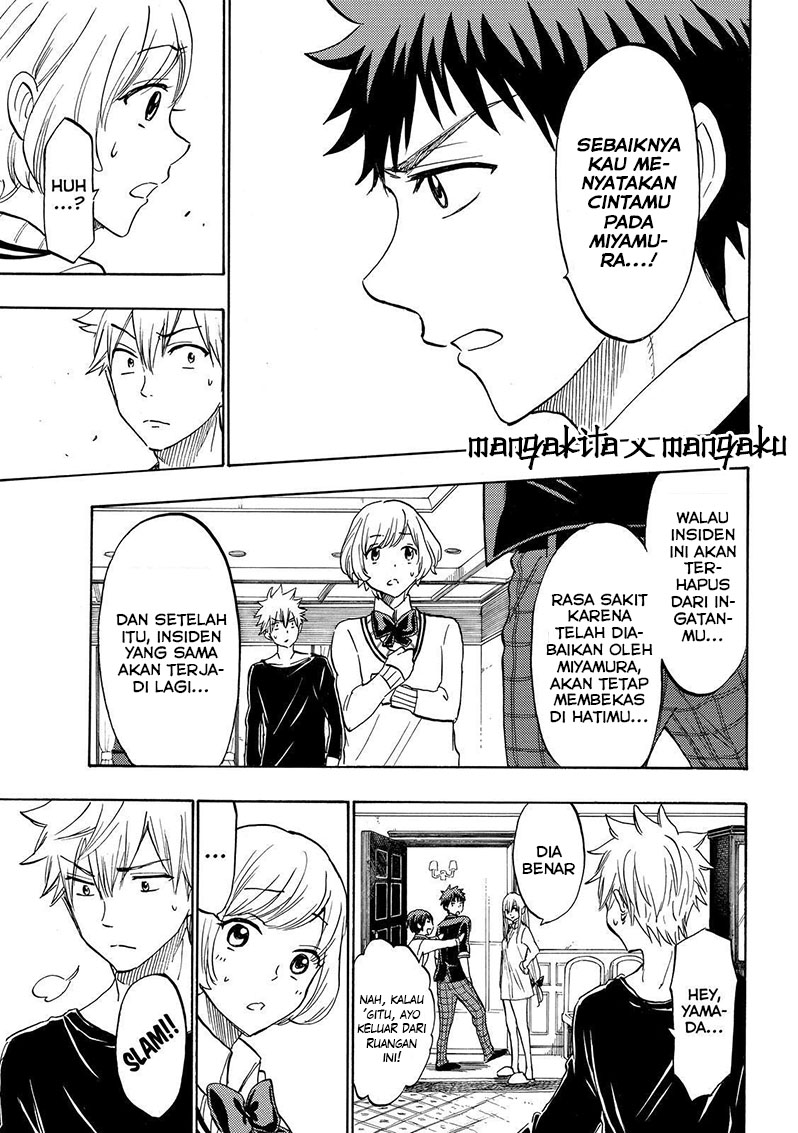 SEBAIKNYA
KAU ME-
NYATAKAN
CINTAMU
PADA
MIYAMU-
RA...!
HUH
...?
mangakita x mangaku
WALAU
INSIDEN
INI AKAN
TER-
HAPUS
DARI IN-
GATAN-
MU...
RASA SAKIT
KARENA
TELAH DIA-
BAIKAN OLEH
MIYAMURA,
AKAN TETAP
MEMBEKAS
DI HATIMU...
DAN SETELAH
ITU, INSIDEN
YANG SAMA
AKAN TERJA-
DI LAGI...
DIA
BENAR
HEY,
YAMA-
DA...
NAH, KALAU
'GITU, AYO
KELUAR DARI
RUANGAN
INI!
...
SLAM!!